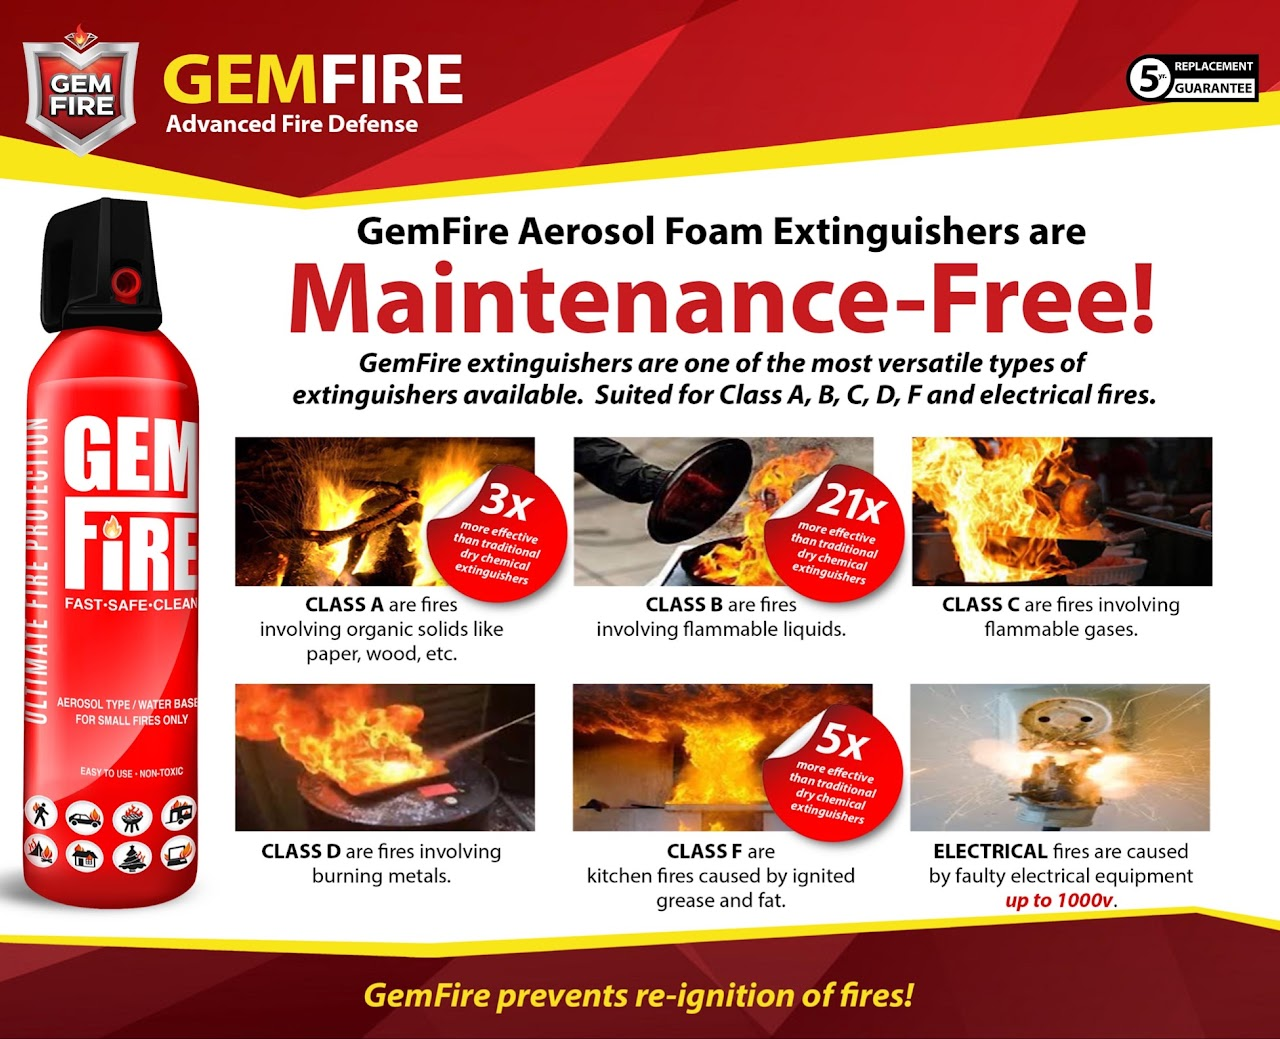 GEM
FIRE
GEMFIRE
Advanced Fire Defense
5yr.
REPLACEMENT
GUARANTEE
GemFire Aerosol Foam Extinguishers are
Maintenance-Free!
GemFire extinguishers are one of the most versatile types of
extinguishers available. Suited for Class A, B, C, D, F and electrical fires.
ULTIMATE FIRE PROTECTION
GEM
FiRE
FAST•SAFE•CLEAN
AEROSOL TYPE / WATER BASE
FOR SMALL FIRES ONLY
EASY TO USE • NON-TOXIC
3x
more effective
than traditional
dry chemical
extinguishers
CLASS A are fires
involving organic solids like
paper, wood, etc.
21x
more effective
than traditional
dry chemical
extinguishers
CLASS B are fires
involving flammable liquids.
CLASS C are fires involving
flammable gases.
CLASS D are fires involving
burning metals.
5x
more effective
than traditional
dry chemical
extinguishers
CLASS F are
kitchen fires caused by ignited
grease and fat.
ELECTRICAL fires are caused
by faulty electrical equipment
up to 1000v.
GemFire prevents re-ignition of fires!